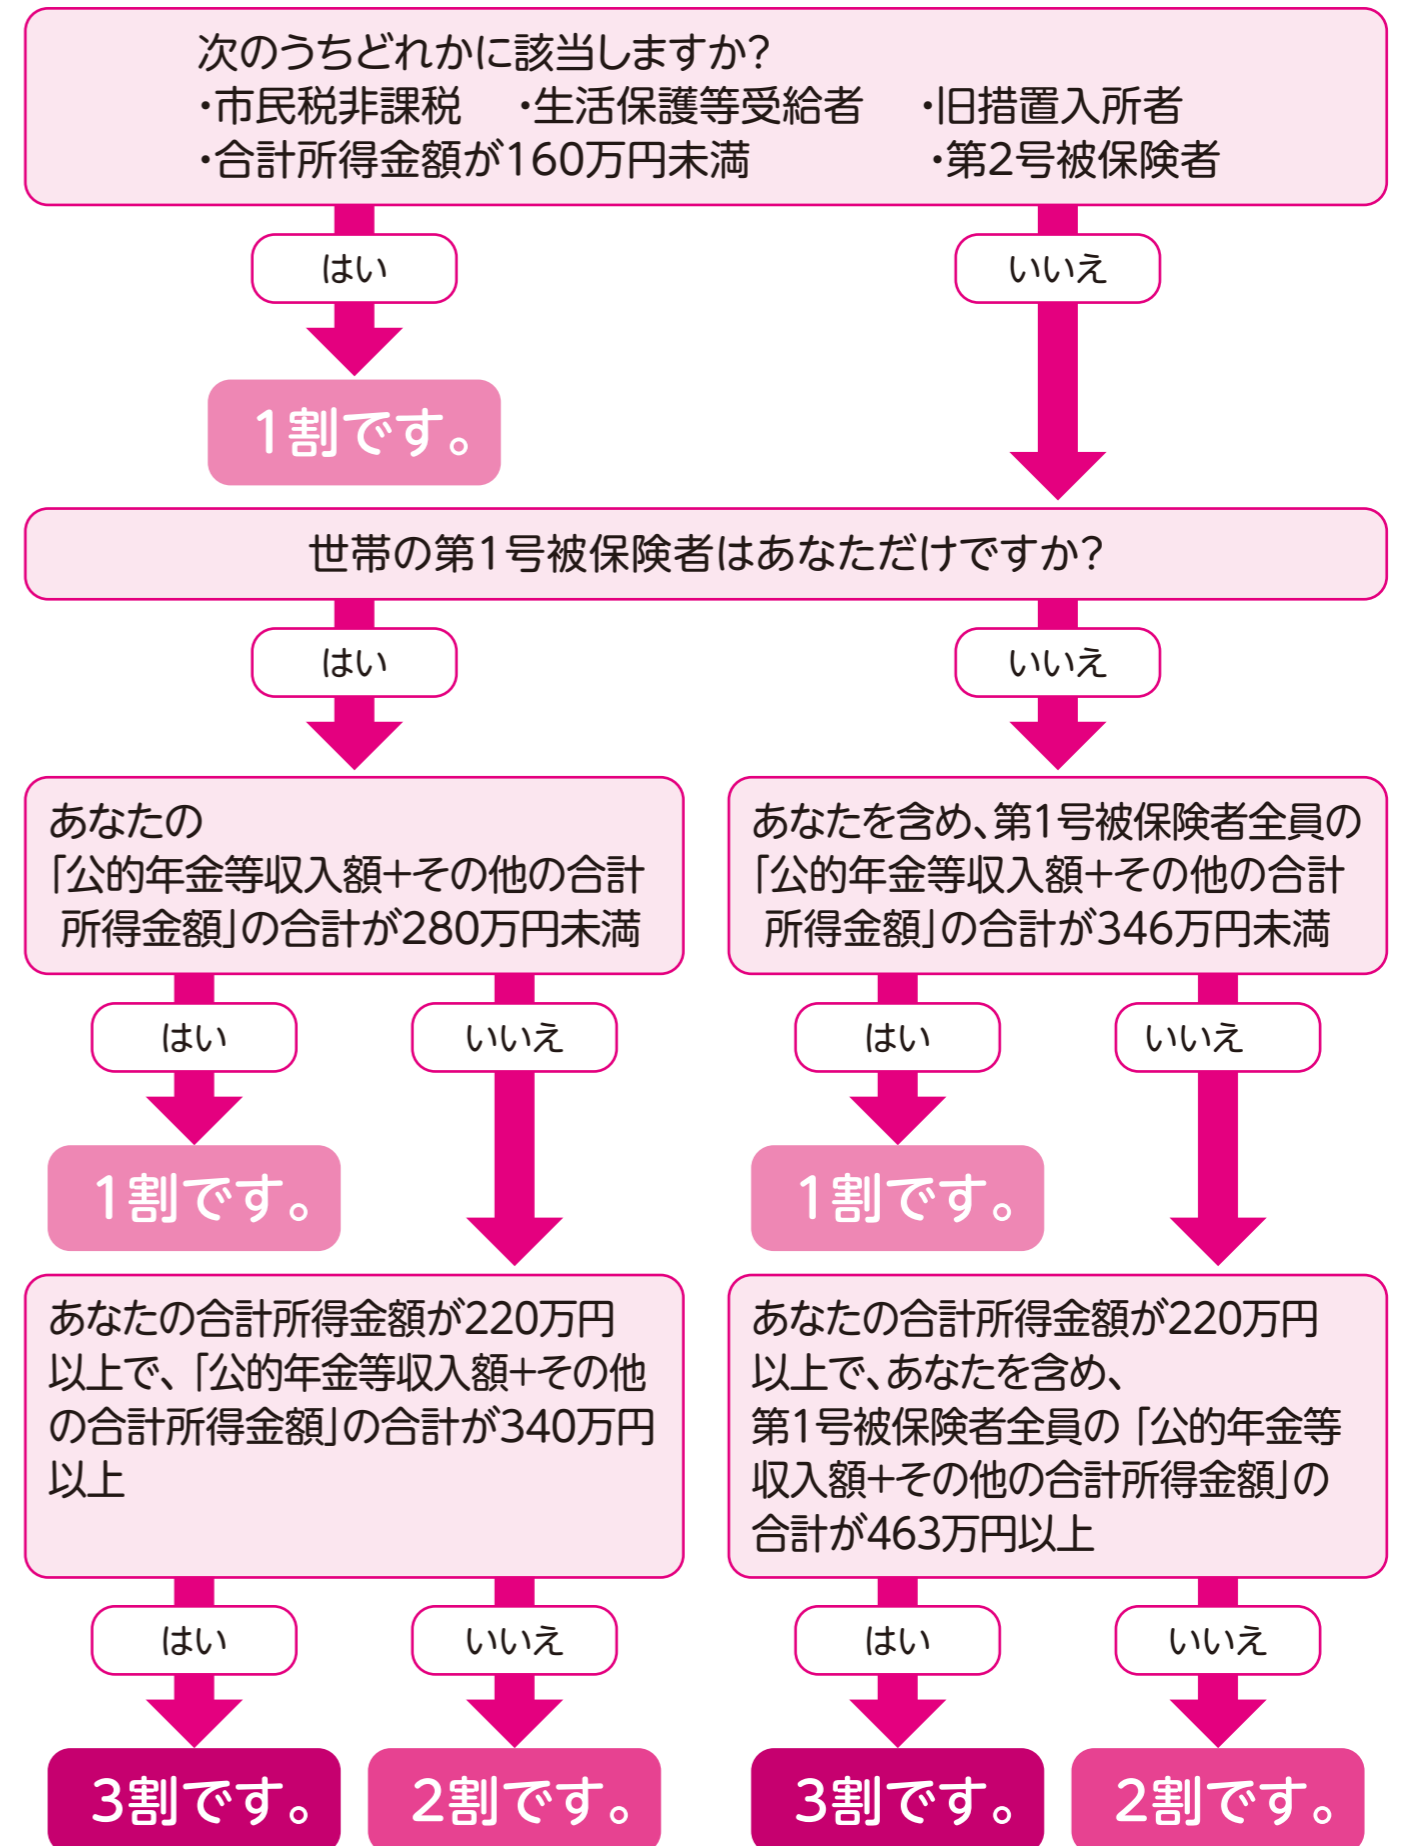 次のうちどれかに該当しますか?
・市民税非課税 ・生活保護等受給者 ・旧措置入所者
・合計所得金額が160万円未満 ・第2号被保険者
はい
いいえ
1割です。
世帯の第1号被保険者はあなただけですか?
はい
いいえ
あなたの
「公的年金等収入額+その他の合計
所得金額」の合計が280万円未満
あなたを含め、第1号被保険者全員の
「公的年金等収入額+その他の合計
所得金額」の合計が346万円未満
はい
いいえ
はい
いいえ
1割です。
1割です。
あなたの合計所得金額が220万円
以上で、「公的年金等収入額+その他
の合計所得金額」の合計が340万円
以上
あなたの合計所得金額が220万円
以上で、あなたを含め、
第1号被保険者全員の「公的年金等
収入額+その他の合計所得金額」の
合計が463万円以上
はい
いいえ
はい
いいえ
3割です。
2割です。
3割です。
2割です。